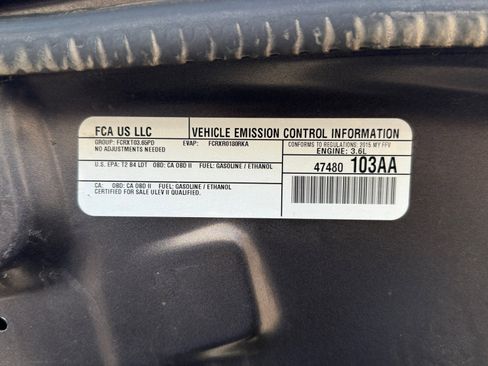 FCA US LLC VEHICLE EMISSION CONTROL INFORMATION
GROUP: FCRXT03.65PD EVAP: FCRXR0180RKA CONFORMS TO REGULATIONS: 2015 MY FFV
NO ADJUSTMENTS NEEDED ENGINE: 3.6L
U.S. EPA: T2 B4 LDT OBD: CA OBD II FUEL: GASOLINE / ETHANOL 47480 103AA
CA: OBD: CA OBD II FUEL: GASOLINE / ETHANOL
CERTIFIED FOR SALE ULEV II QUALIFIED.